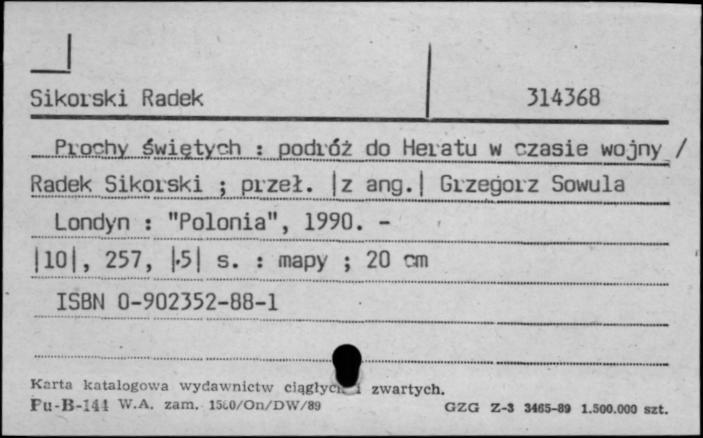 Sikorski Radek 314368
Prochy świętych : podróż do Heratu w czasie wojny /
Radek Sikorski ; przeł. |z ang.| Grzegorz Sowula
Londyn : "Polonia", 1990. -
|10|, 257, |5| s. : mapy ; 20 cm
ISBN 0-902352-88-1
Karta katalogowa wydawnictw ciągłych i zwartych.
Pu-B-144 W.A. zam. 1560/On/DW/89 GZG Z-3 3465-89 1.500.000 szt.